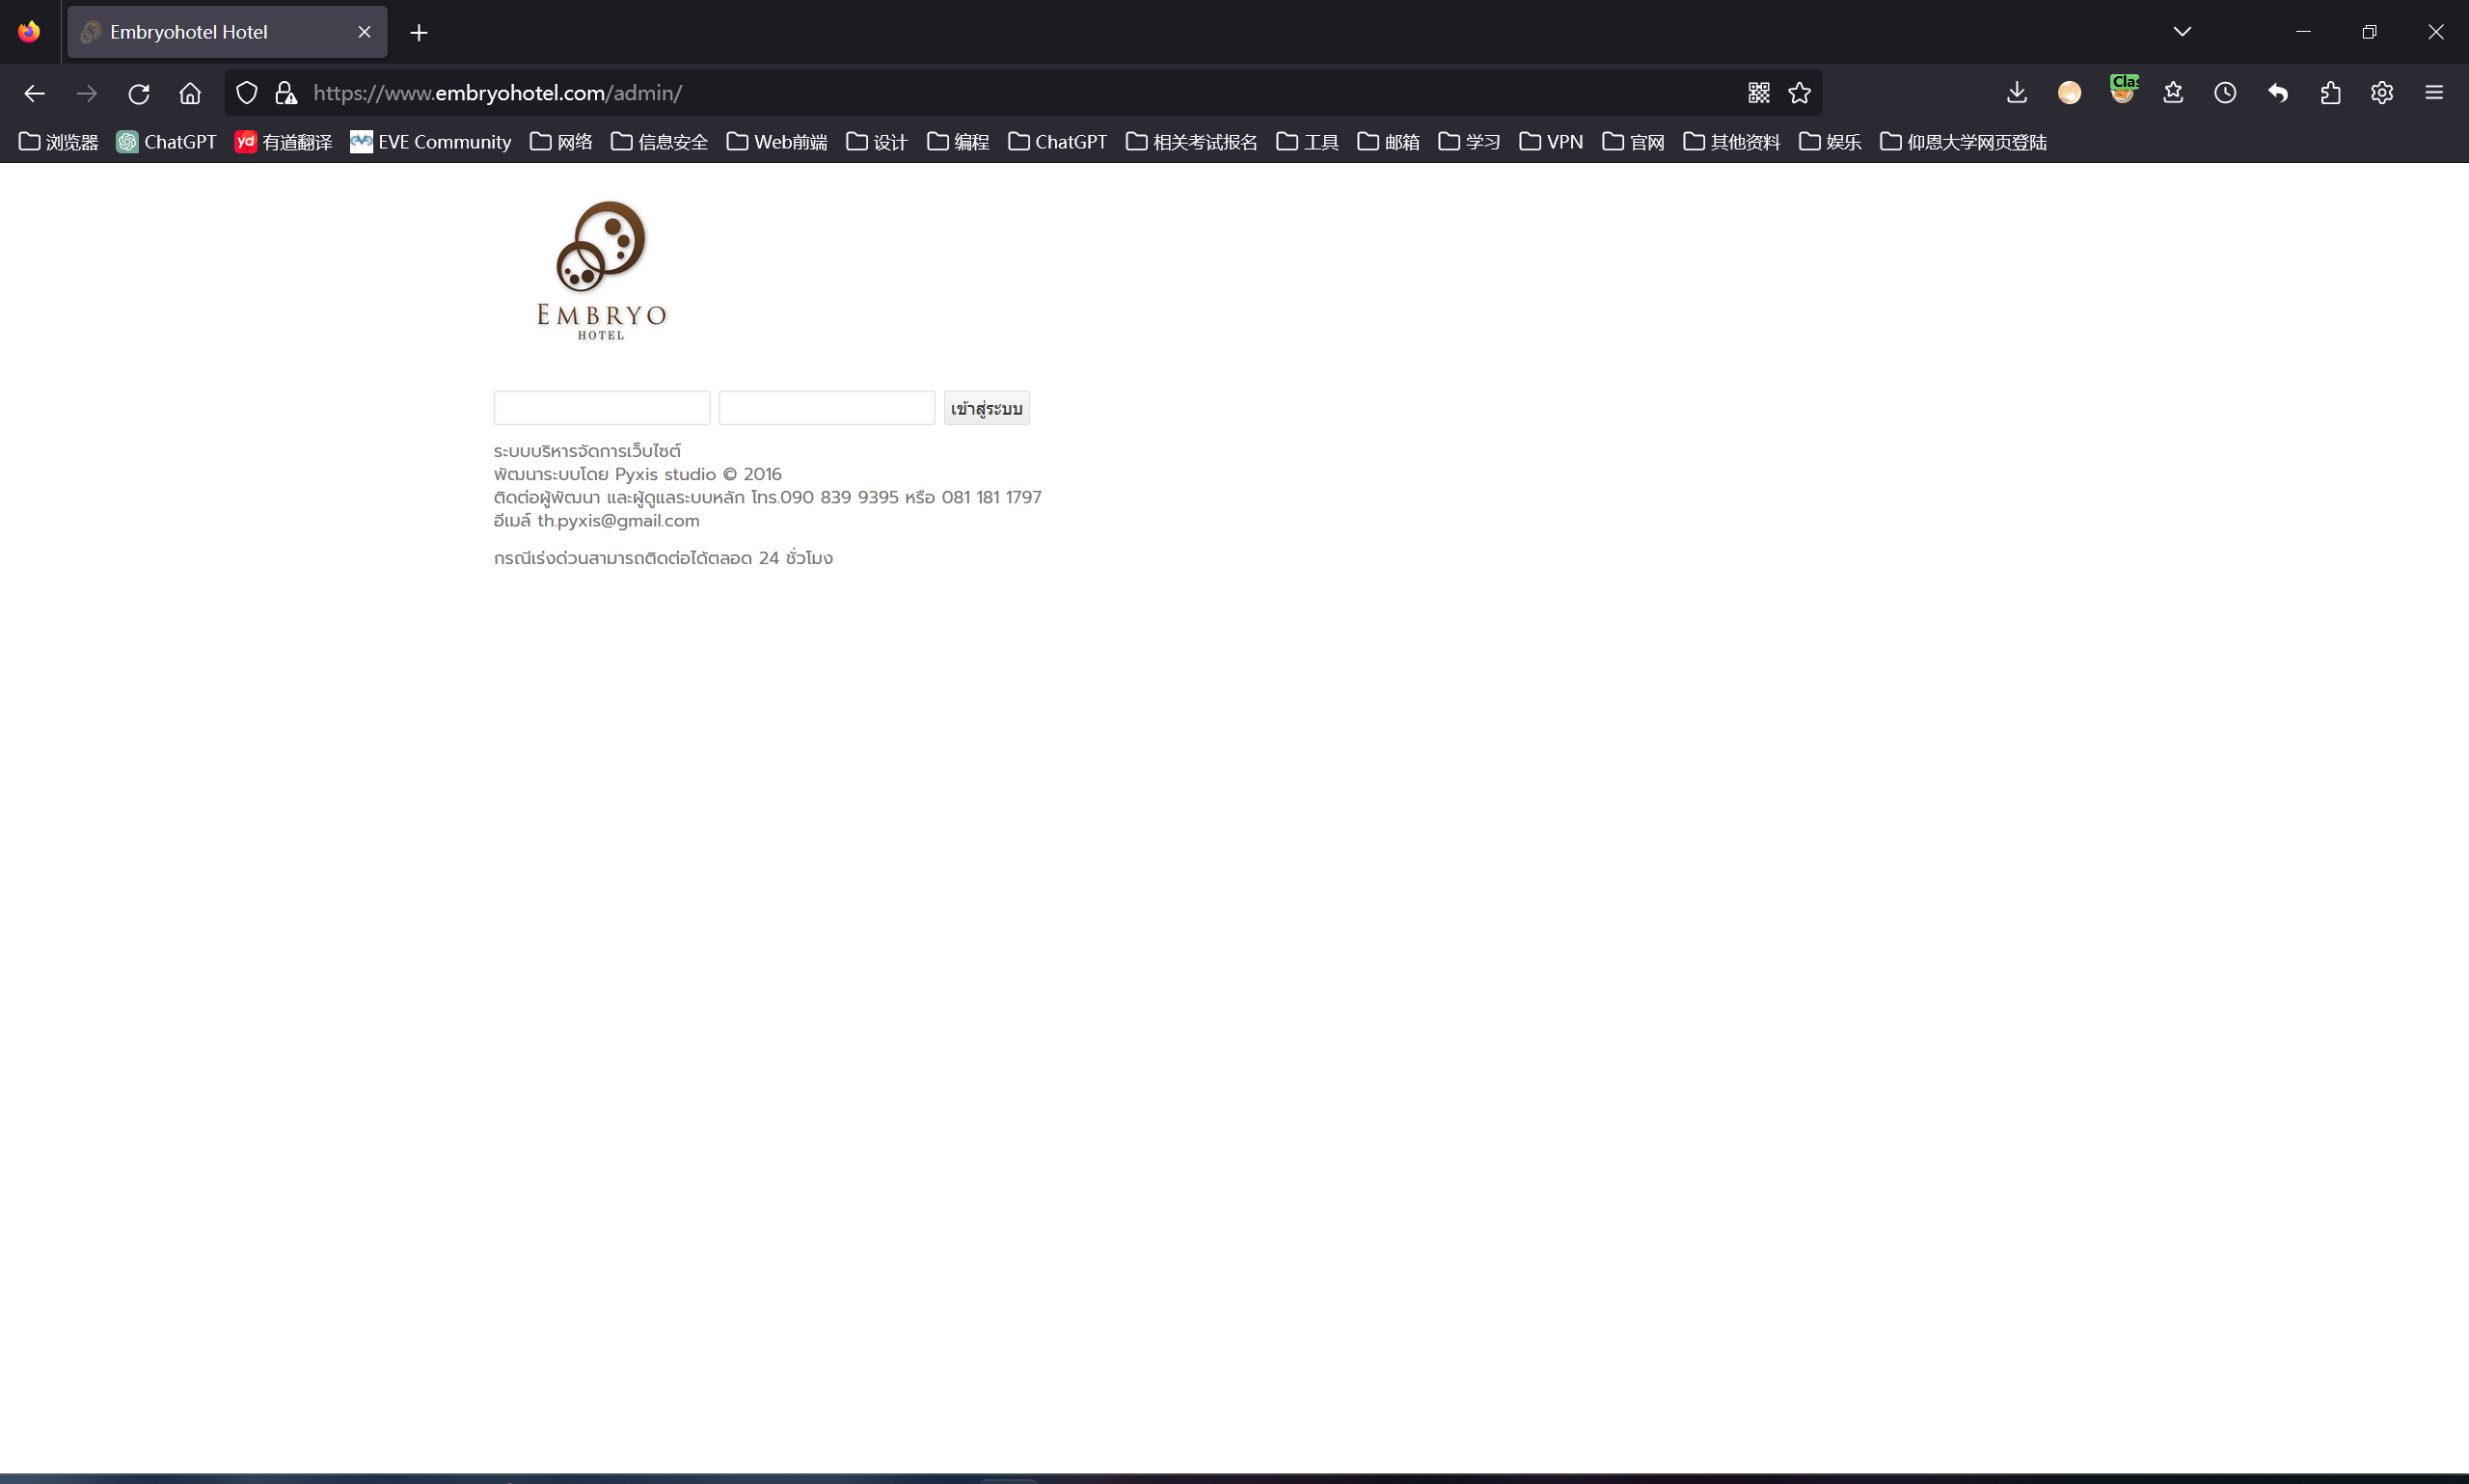 Embryohotel Hotel
https://www.embryohotel.com/admin/
Clas
浏览器 ChatGPT yd 有道翻译 EVE Community 网络 信息安全 Web前端 设计 编程 ChatGPT 相关考试报名 工具 邮箱 学习 VPN 官网 其他资料 娱乐 仰恩大学网页登陆
EMBRYO
HOTEL
เข้าสู่ระบบ
ระบบบริหารจัดการเว็บไซต์
พัฒนาระบบโดย Pyxis studio © 2016
ติดต่อผู้พัฒนา และผู้ดูแลระบบหลัก โทร.090 839 9395 หรือ 081 181 1797
อีเมล์ th.pyxis@gmail.com
กรณีเร่งด่วนสามารถติดต่อได้ตลอด 24 ชั่วโมง